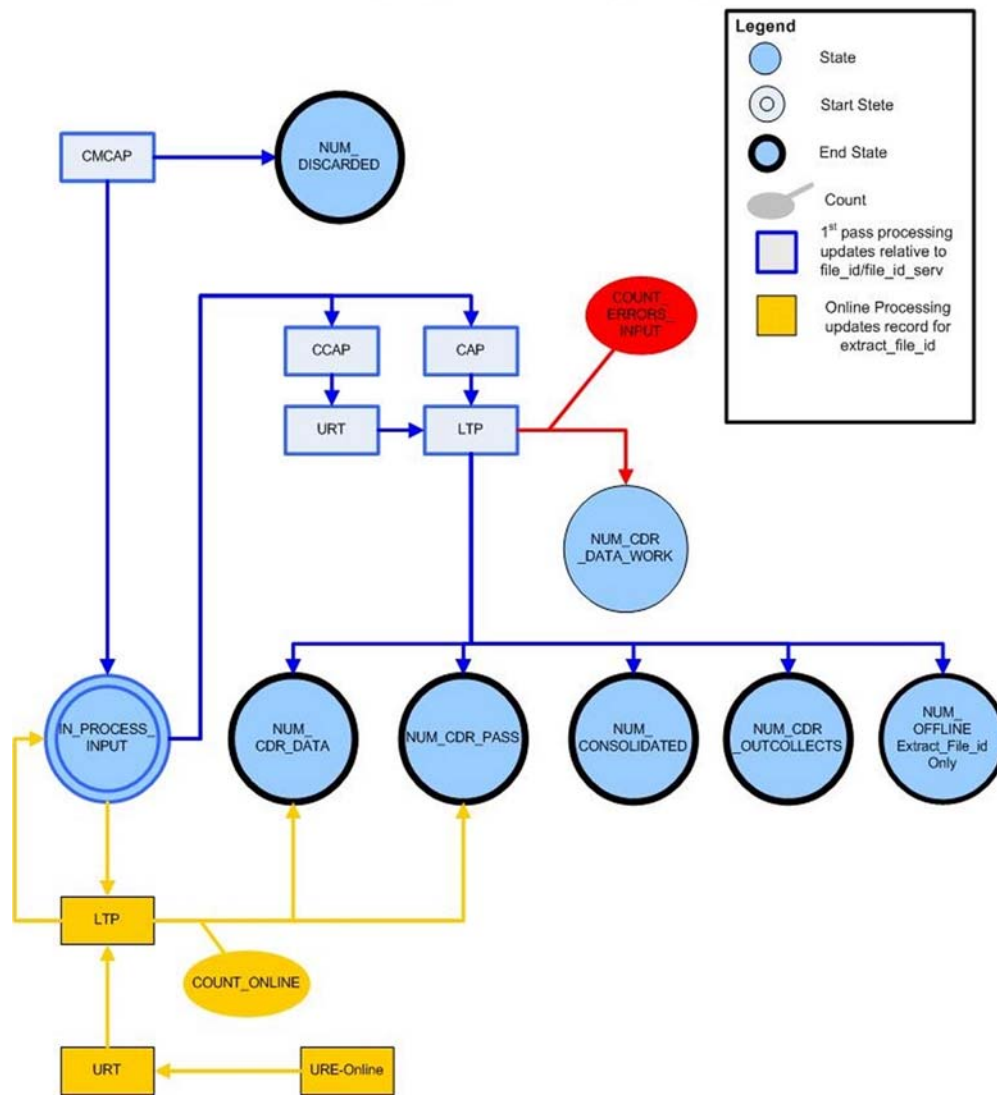 Legend
State
Start Stete
End State
Count
1st pass processing
updates relative to
file_id/file_id_serv
Online Processing
updates record for
extract_file_id
CMCAP
NUM_
DISCARDED
COUNT_
ERRORS_
INPUT
CCAP
CAP
URT
LTP
NUM_CDR
_DATA_WORK
IN_PROCESS_
INPUT
NUM_
CDR_DATA
NUM_CDR_PASS
NUM_
CONSOLIDATED
NUM_CDR
_OUTCOLLECTS
NUM_
OFFLINE
Extract_File_id
Only
LTP
COUNT_ONLINE
URT
URE-Online